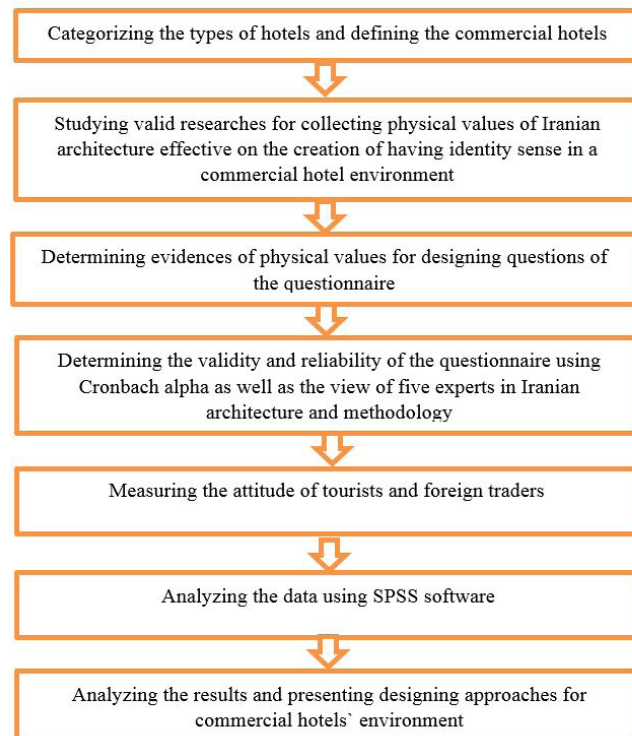 Categorizing the types of hotels and defining the commercial hotels
Studying valid researches for collecting physical values of Iranian
architecture effective on the creation of having identity sense in a
commercial hotel environment
Determining evidences of physical values for designing questions of
the questionnaire
Determining the validity and reliability of the questionnaire using
Cronbach alpha as well as the view of five experts in Iranian
architecture and methodology
Measuring the attitude of tourists and foreign traders
Analyzing the data using SPSS software
Analyzing the results and presenting designing approaches for
commercial hotels` environment